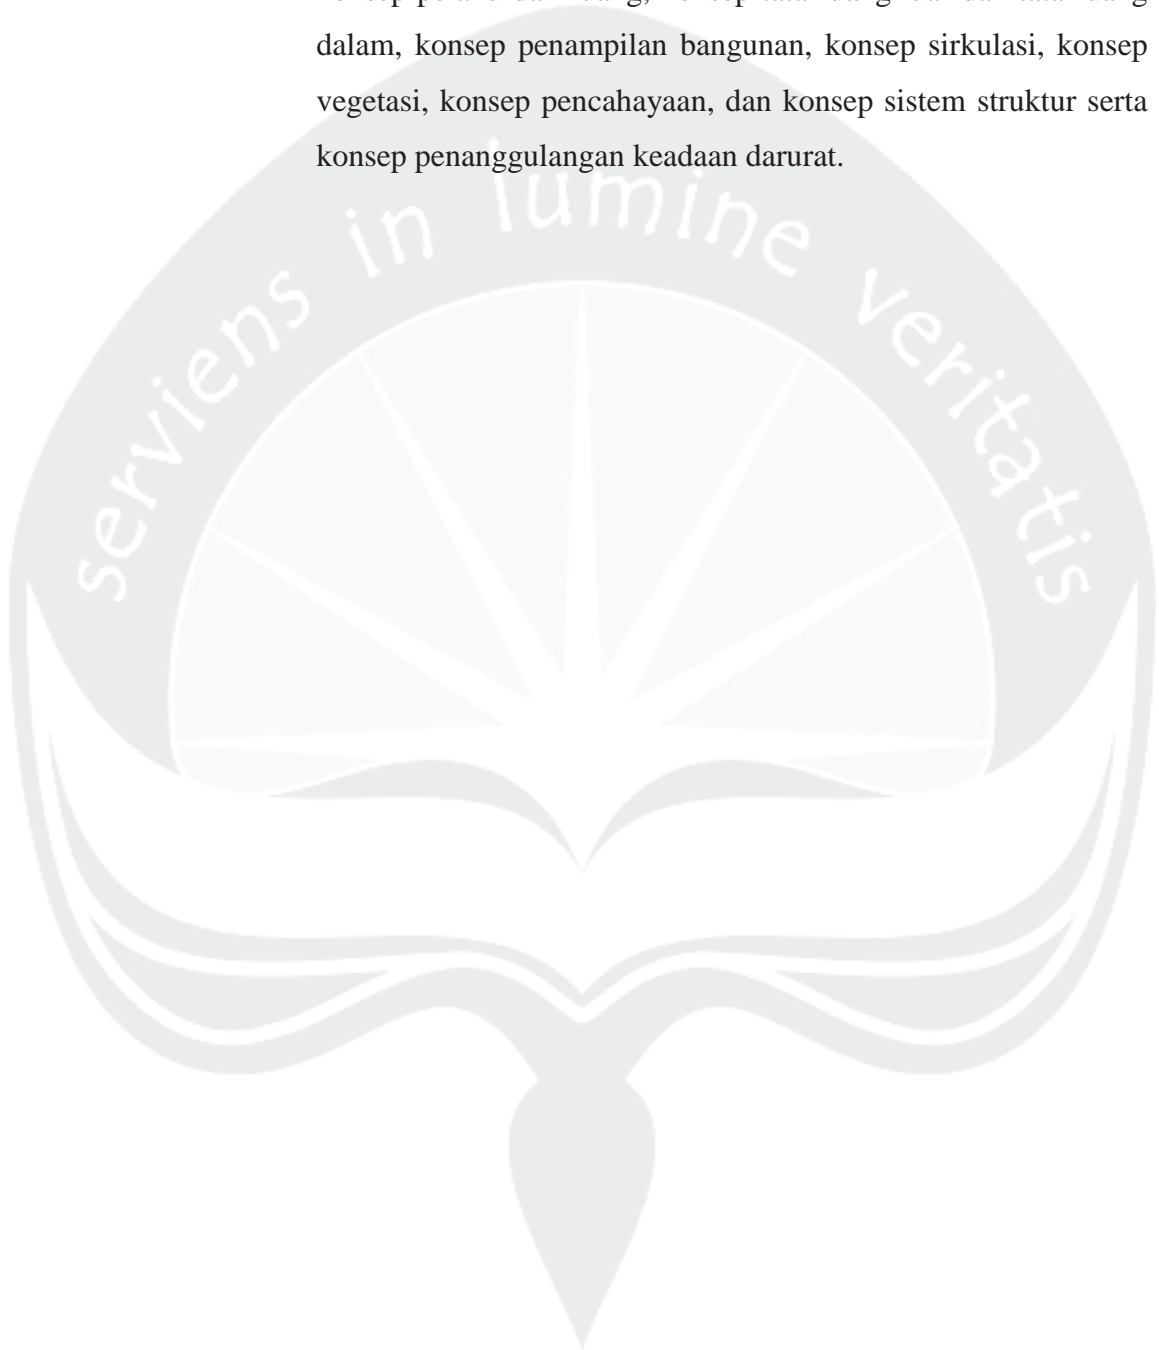 dalam, konsep penampilan bangunan, konsep sirkulasi, konsep
vegetasi, konsep pencahayaan, dan konsep sistem struktur serta
konsep penanggulangan keadaan darurat.
serviens in lumine veritatis